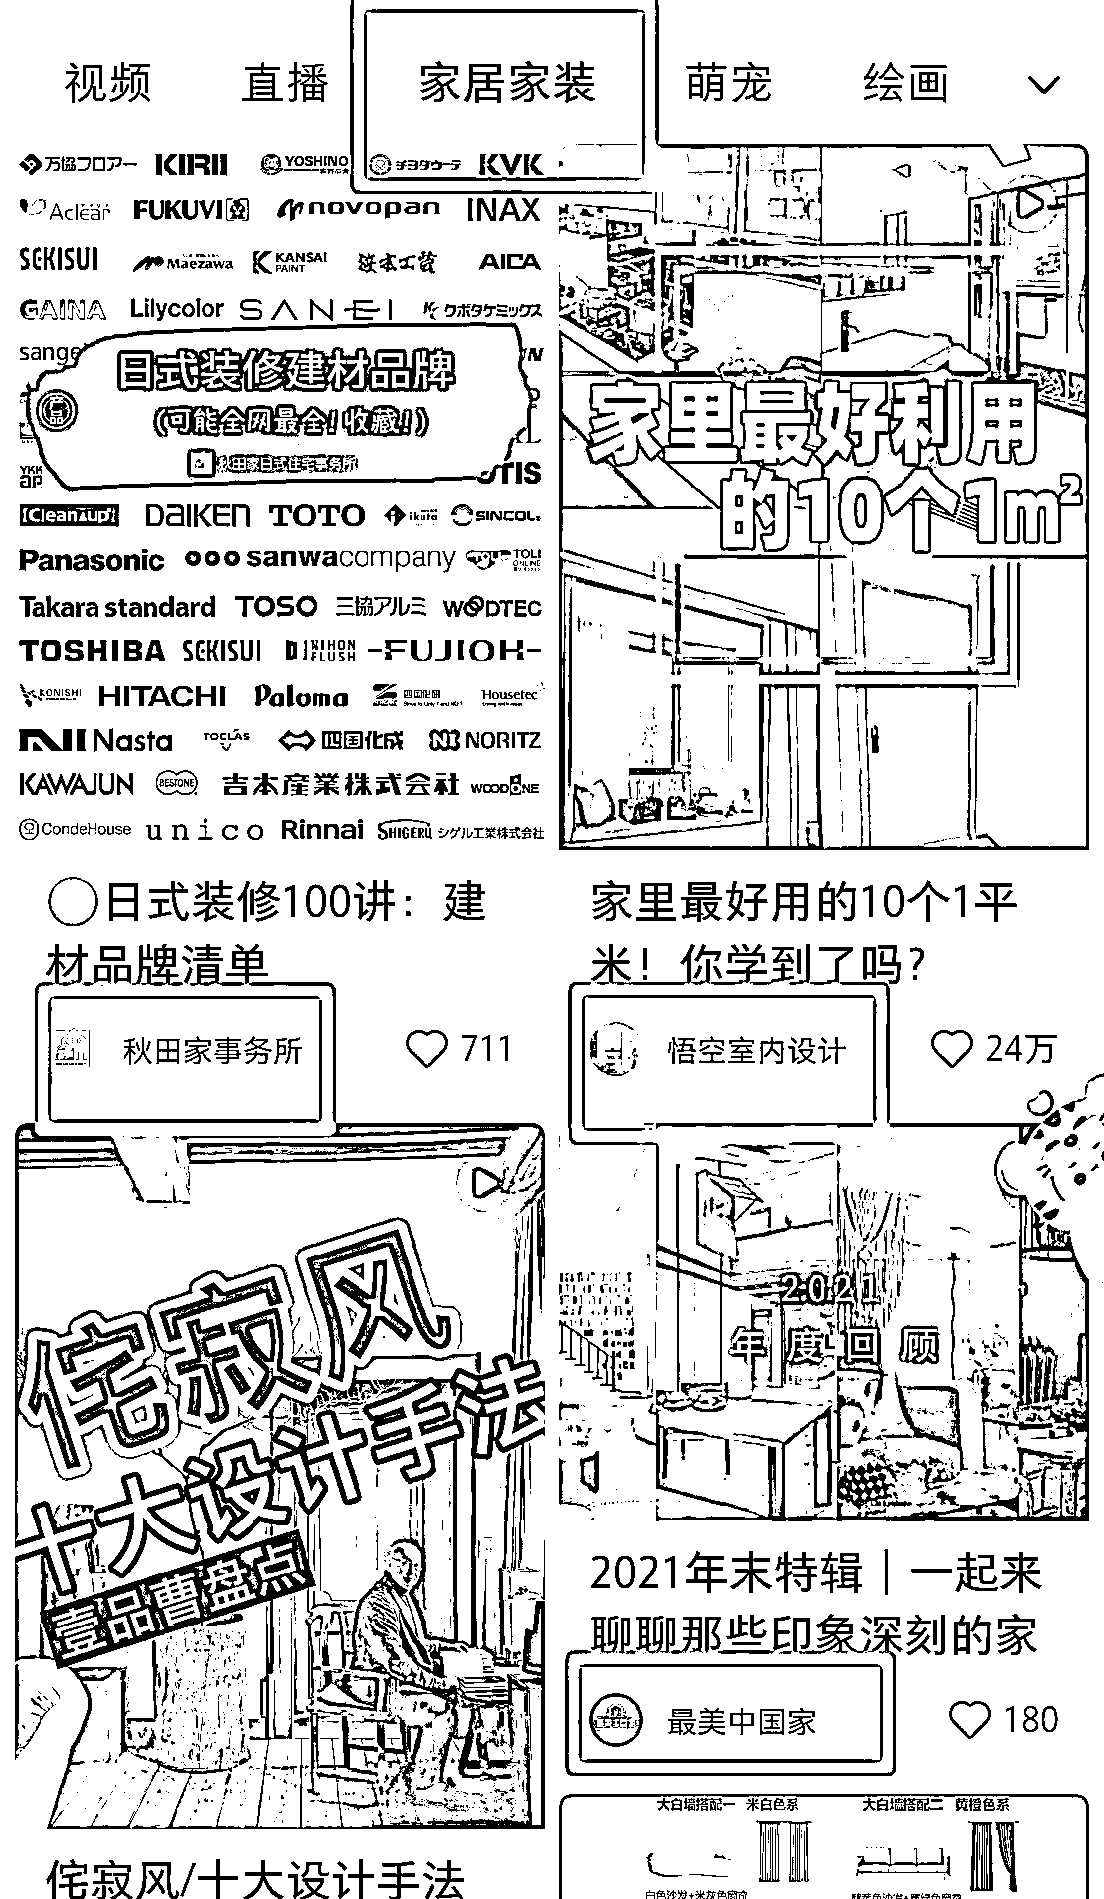 视频 直播 家居家装 萌宠 绘画
万協フロアー KIRII YOSHINO チヨダウーテ KVK
Aclear FUKUVI novopan INAX
SEKISUI Maezawa KANSAI PAINT AICA
GAINA Lilycolor SANEI クボタケミックス
日式装修建材品牌
(可能全网最全!收藏!)
秋田家日式住宅事务所
YKK AP
Cleanup DAIKEN TOTO ikuta SINCOL
Panasonic sanwacompany TOLI
Takara standard TOSO 三協アルミ WOODTEC
TOSHIBA SEKISUI NIHON FLUSH FUJIOH
KONISHI HITACHI Paloma 四国化研 Housetec
Nasta TOCLAS 四国化成 NORITZ
KAWAJUN BESTONE 吉本産業株式会社 WOODONE
CondeHouse unico Rinnai SHIGERU シゲル工業株式会社
家里最好利用
的10个1m²
日式装修100讲：建
材品牌清单
秋田家事务所 711
家里最好用的10个1平
米！你学到了吗？
悟空室内设计 24万
侘寂风
十大设计手法
壹品曹盘点
侘寂风/十大设计手法
2021
年度回顾
2021年末特辑｜一起来
聊聊那些印象深刻的家
最美中国家 180
大白墙搭配一 米白色系 大白墙搭配二 黄橙色系
白色沙发+米灰色窗帘